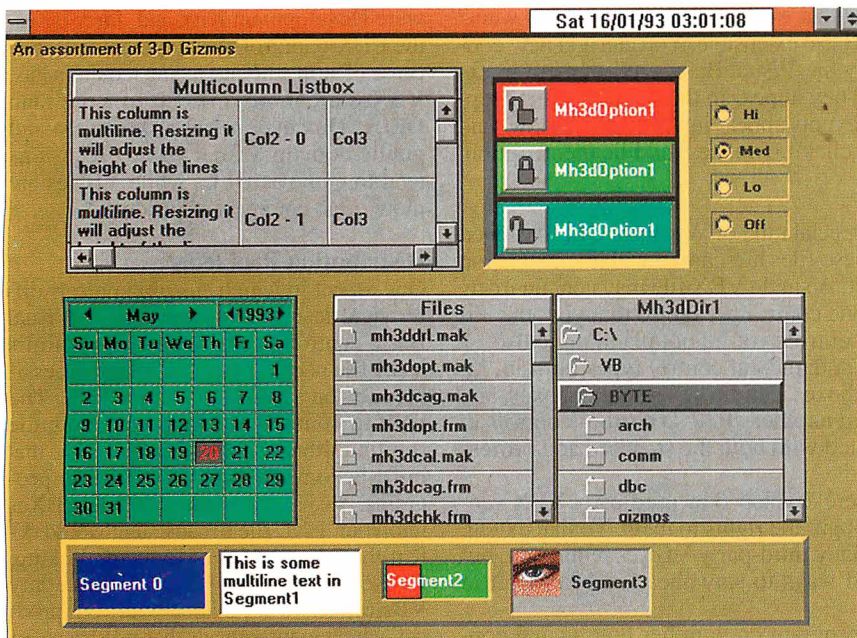 Sat 16/01/93 03:01:08
An assortment of 3-D Gizmos
Multicolumn Listbox
This column is
multiline. Resizing it
will adjust the
height of the lines
Col2 - 0
Col3
This column is
multiline. Resizing it
will adjust the
Col2 - 1
Col3
Mh3dOption1
Mh3dOption1
Mh3dOption1
Hi
Med
Lo
Off
May 1993
Su Mo Tu We Th Fr Sa
1
2 3 4 5 6 7 8
9 10 11 12 13 14 15
16 17 18 19 20 21 22
23 24 25 26 27 28 29
30 31
Files
mh3ddrl.mak
mh3dopt.mak
mh3dcag.mak
mh3dopt.frm
mh3dcal.mak
mh3dcag.frm
mh3dchk.frm
Mh3dDir1
C:\
VB
BYTE
arch
comm
dbc
gizmos
Segment 0
This is some
multiline text in
Segment1
Segment2
Segment3